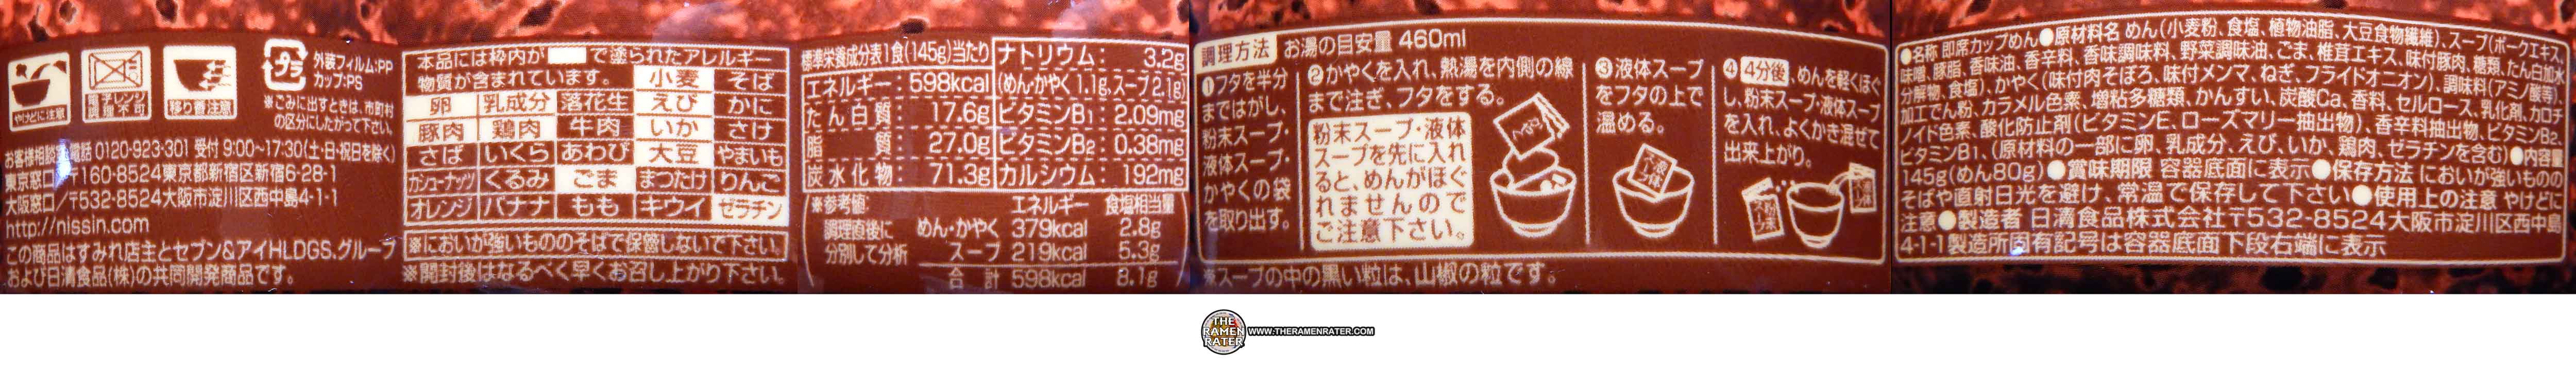 やけどに注意
電子レンジ調理不可
移り香注意
プラ
外装フィルム:PP
カップ:PS
※ごみに出すときは、市町村
の区分にしたがって下さい。
電話 0120-923-301 受付 9:00~17:30(土・日・祝日を除く)
東京窓口/〒160-8524東京都新宿区新宿6-28-1
大阪窓口/〒532-8524大阪市淀川区西中島4-1-1
http://nissin.com
この商品はすみれ店主とセブン&アイHLDGS.グループ
および日清食品(株)の共同開発商品です。
本品には枠内が で塗られたアレルギー
物質が含まれています。 小麦 そば
卵 乳成分 落花生 えび かに
豚肉 鶏肉 牛肉 いか さけ
さば いくら あわび 大豆 やまいも
カシューナッツ くるみ ごま まつたけ りんご
オレンジ バナナ もも キウイ ゼラチン
※においが強いもののそばで保管しないで下さい。
※開封後はなるべく早くお召し上がり下さい。
標準栄養成分表1食(145g)当たり
エネルギー: 598kcal
たん白質: 17.6g
脂質: 27.0g
炭水化物: 71.3g
ナトリウム: 3.2g
(めん・かやく1.1g、スープ2.1g)
ビタミンB1: 2.09mg
ビタミンB2: 0.38mg
カルシウム: 192mg
※参考値: エネルギー 食塩相当量
調理直後に めん・かやく 379kcal 2.8g
分別して分析 スープ 219kcal 5.3g
合計 598kcal 8.1g
調理方法 お湯の目安量 460ml
①フタを半分
まではがし、
粉末スープ・
液体スープ・
かやくの袋
を取り出す。
②かやくを入れ、熱湯を内側の線
まで注ぎ、フタをする。
粉末スープ・液体
スープを先に入れ
ると、めんがほぐ
れませんので
ご注意下さい。
かやく
③液体スープ
をフタの上で
温める。
液体スープ
④4分後、めんを軽くほぐ
し、粉末スープ・液体スープ
を入れ、よくかき混ぜて
出来上がり。
粉末スープ
液体スープ
※スープの中の黒い粒は、山椒の粒です。
●名称 即席カップめん●原材料名 めん(小麦粉、食塩、植物油脂、大豆食物繊維)、スープ(ポークエキス、
味噌、豚脂、香味油、香辛料、香味調味料、野菜調味油、ごま、椎茸エキス、味付豚肉、糖類、たん白加水
分解物、食塩)、かやく(味付肉そぼろ、味付メンマ、ねぎ、フライドオニオン)、調味料(アミノ酸等)、
加工でん粉、カラメル色素、増粘多糖類、かんすい、炭酸Ca、香料、セルロース、乳化剤、カロチ
ノイド色素、酸化防止剤(ビタミンE、ローズマリー抽出物)、香辛料抽出物、ビタミンB2、
ビタミンB1、(原材料の一部に卵、乳成分、えび、いか、鶏肉、ゼラチンを含む)●内容量
145g(めん80g)●賞味期限 容器底面に表示●保存方法 においが強いものの
そばや直射日光を避け、常温で保存して下さい●使用上の注意 やけどに
注意●製造者 日清食品株式会社〒532-8524大阪市淀川区西中島
4-1-1製造所固有記号は容器底面下段右端に表示
THE
RAMEN
RATER
WWW.THERAMENRATER.COM